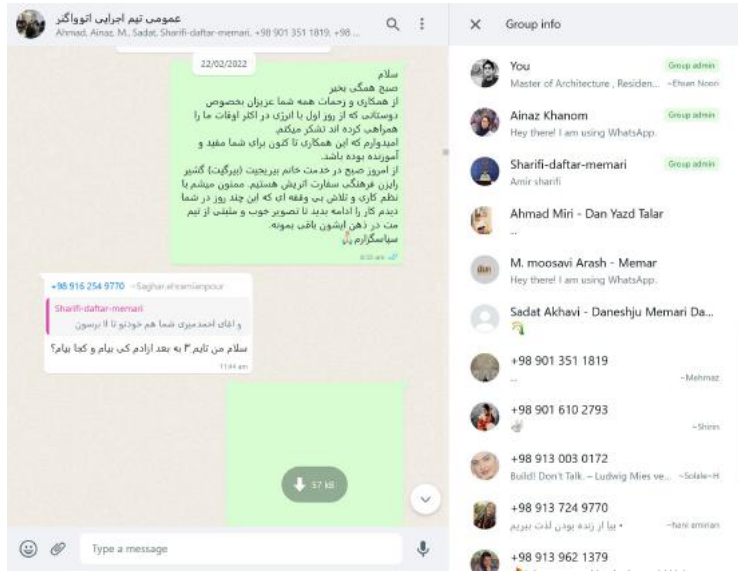 عمومی تیم اجرایی اتوواگنر
Ahmad, Ainaz, M., Sadat, Sharifi-daftar-memari, +98 901 351 1819, +98 ...
22/02/2022
سلام
صبح همگی بخیر
از همکاری و زحمات همه شما عزیزان بخصوص
دوستانی که از روز اول با انرژی در اکثر اوقات ما را
همراهی کرده اند تشکر میکنم.
امیدوارم که این همکاری تا کنون برای شما مفید و
آموزنده بوده باشد.
از امروز صبح در خدمت خانم بیریجیت (بیرگیت) گشیر
رایزن فرهنگی سفارت اتریش هستیم. ممنون میشم با
نظم کاری و تلاش بی وقفه ای که این چند روز در شما
دیدم کار را ادامه بدید تا تصویر خوب و مثبتی از تیم
مت در ذهن ایشون باقی بمونه.
سپاسگزارم🙏
+98 916 254 9770 ~Saghar.ehramianpour
Sharifi-daftar-memari
و اقای احمدمیری شما هم خودتو تا ۱۱ برسون
سلام من تایم ۳ به بعد ازادم کی بیام و کجا بیام؟
11:44 am
57 kB
Type a message
Group info
You
Group admin
Master of Architecture , Residen... ~Ehsan Noori
Ainaz Khanom
Group admin
Hey there! I am using WhatsApp.
Sharifi-daftar-memari
Group admin
Amir sharifi
Ahmad Miri - Dan Yazd Talar
..
M. moosavi Arash - Memar
Hey there! I am using WhatsApp.
Sadat Akhavi - Daneshju Memari Da...
+98 901 351 1819
.. ~Mehrnaz
+98 901 610 2793
~Shirin
+98 913 003 0172
Build! Don't Talk. – Ludwig Mies ve... ~Solale~H
+98 913 724 9770
• بیا از زنده بودن لذت ببریم ~hani amirian
+98 913 962 1379